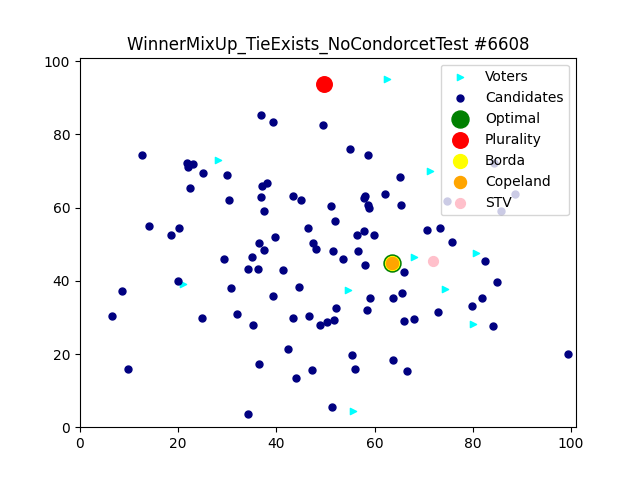 WinnerMixUp_TieExists_NoCondorcetTest #6608
100
80
60
40
20
0
0 20 40 60 80 100
Voters
Candidates
Optimal
Plurality
Borda
Copeland
STV